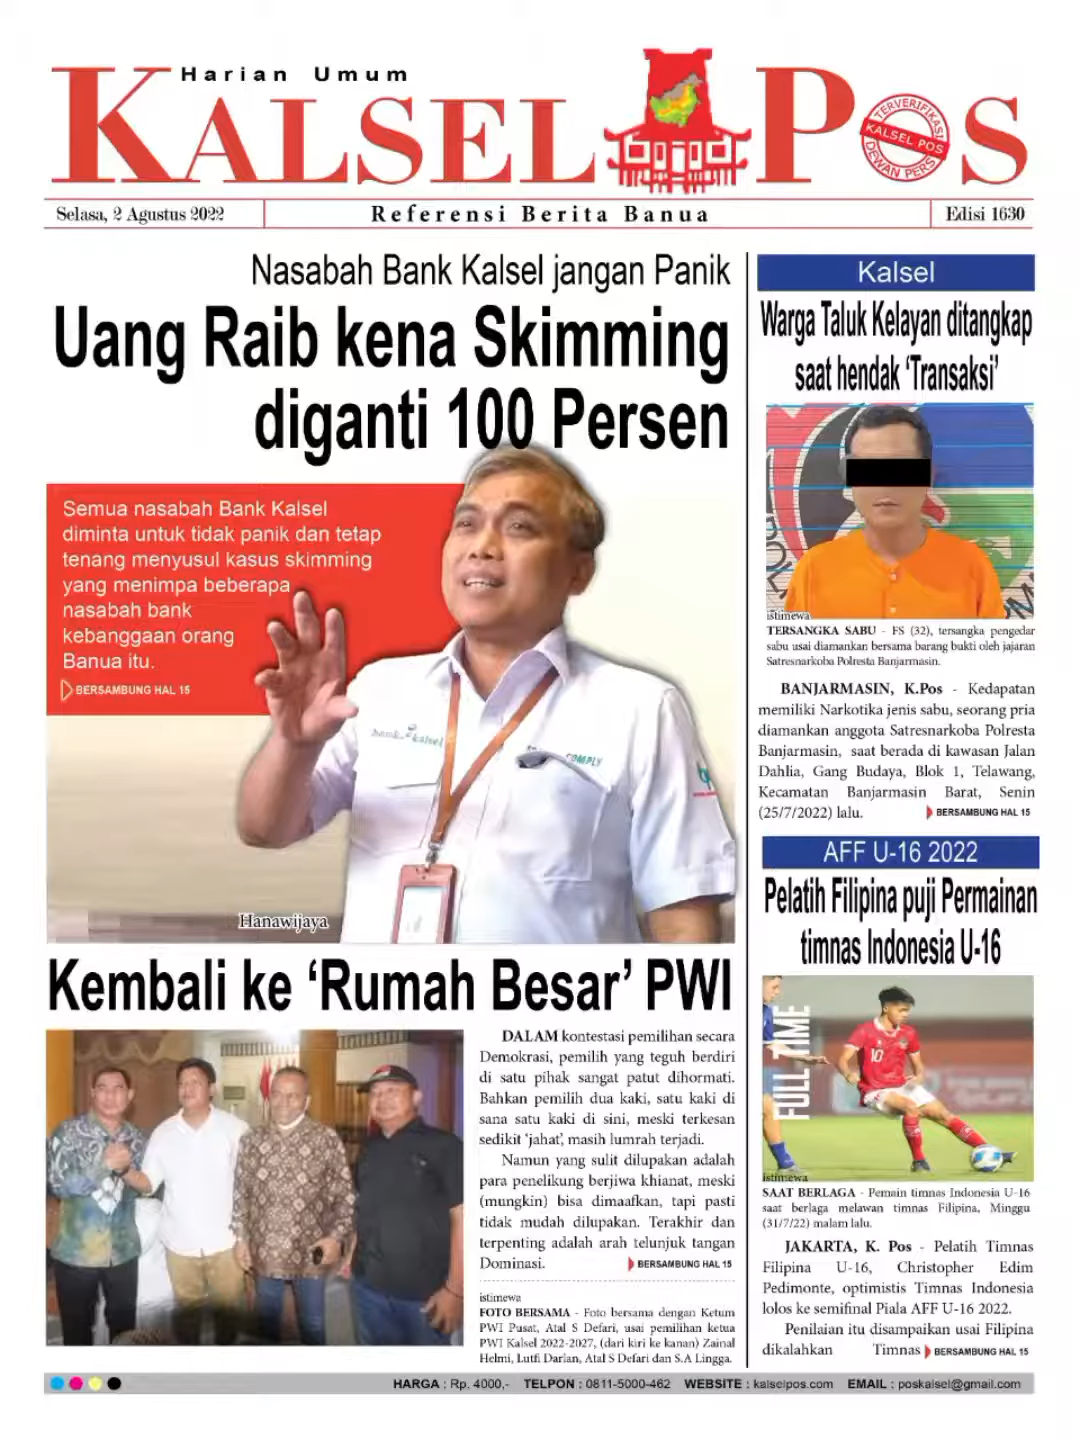 Harian Umum
KALSEL POS
TERVERIFIKASI
KALSEL POS
DEWAN PERS
Selasa, 2 Agustus 2022
Referensi Berita Banua
Edisi 1630
Nasabah Bank Kalsel jangan Panik
Uang Raib kena Skimming
diganti 100 Persen
Semua nasabah Bank Kalsel
diminta untuk tidak panik dan tetap
tenang menyusul kasus skimming
yang menimpa beberapa
nasabah bank
kebanggaan orang
Banua itu.
BERSAMBUNG HAL 15
bank kalsel
COMPLY
Hanawijaya
Kembali ke ‘Rumah Besar’ PWI
DALAM kontestasi pemilihan secara
Demokrasi, pemilih yang teguh berdiri
di satu pihak sangat patut dihormati.
Bahkan pemilih dua kaki, satu kaki di
sana satu kaki di sini, meski terkesan
sedikit ‘jahat’, masih lumrah terjadi.
Namun yang sulit dilupakan adalah
para penelikung berjiwa khianat, meski
(mungkin) bisa dimaafkan, tapi pasti
tidak mudah dilupakan. Terakhir dan
terpenting adalah arah telunjuk tangan
Dominasi.
BERSAMBUNG HAL 15
istimewa
FOTO BERSAMA - Foto bersama dengan Ketum
PWI Pusat, Atal S Defari, usai pemilihan ketua
PWI Kalsel 2022-2027, (dari kiri ke kanan) Zainal
Helmi, Lutfi Darlan, Atal S Defari dan S.A Lingga.
Kalsel
Warga Taluk Kelayan ditangkap
saat hendak ‘Transaksi’
istimewa
TERSANGKA SABU - FS (32), tersangka pengedar
sabu usai diamankan bersama barang bukti oleh jajaran
Satresnarkoba Polresta Banjarmasin.
BANJARMASIN, K.Pos - Kedapatan
memiliki Narkotika jenis sabu, seorang pria
diamankan anggota Satresnarkoba Polresta
Banjarmasin, saat berada di kawasan Jalan
Dahlia, Gang Budaya, Blok 1, Telawang,
Kecamatan Banjarmasin Barat, Senin
(25/7/2022) lalu.
BERSAMBUNG HAL 15
AFF U-16 2022
Pelatih Filipina puji Permainan
timnas Indonesia U-16
FULL TIME
10
istimewa
SAAT BERLAGA - Pemain timnas Indonesia U-16
saat berlaga melawan timnas Filipina, Minggu
(31/7/22) malam lalu.
JAKARTA, K. Pos - Pelatih Timnas
Filipina U-16, Christopher Edim
Pedimonte, optimistis Timnas Indonesia
lolos ke semifinal Piala AFF U-16 2022.
Penilaian itu disampaikan usai Filipina
dikalahkan Timnas
BERSAMBUNG HAL 15
HARGA : Rp. 4000,- TELPON : 0811-5000-462 WEBSITE : kalselpos.com EMAIL : poskalsel@gmail.com